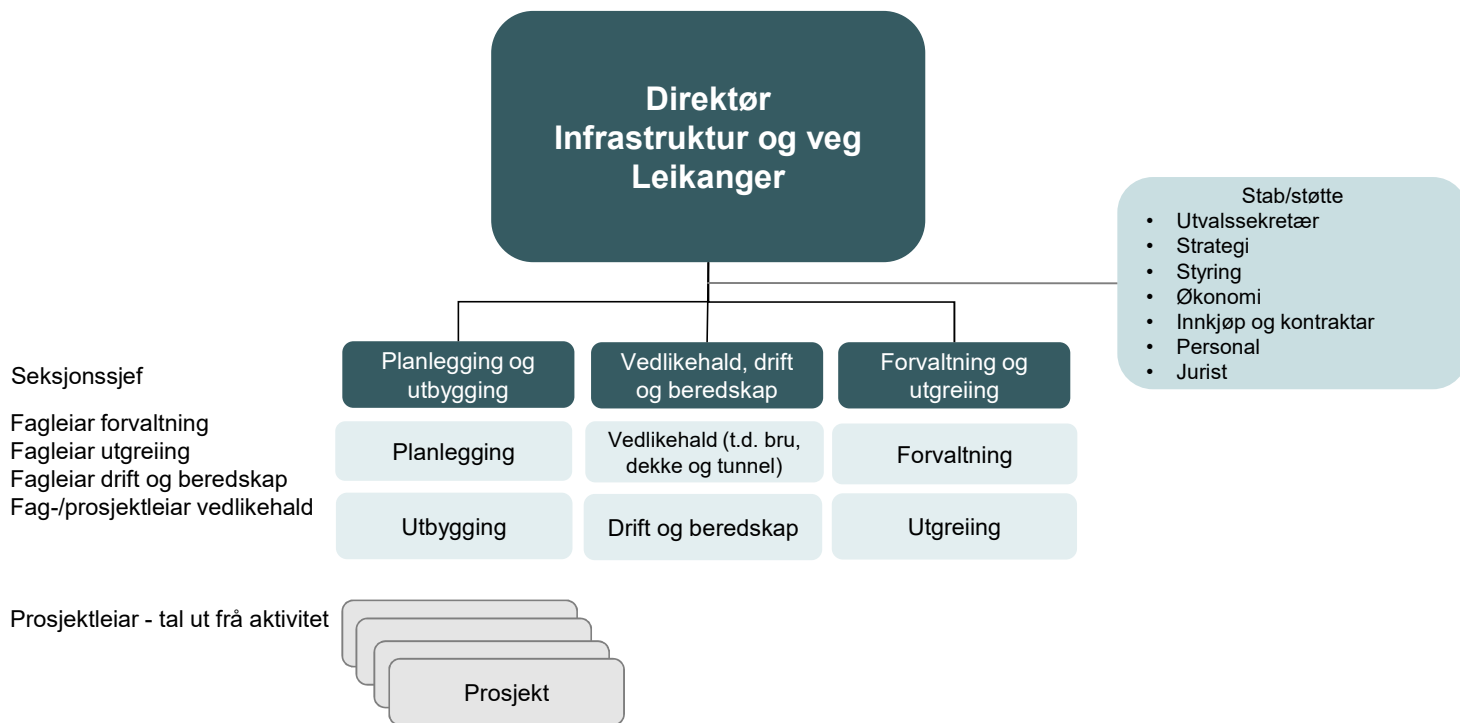 Direktør
Infrastruktur og veg
Leikanger
Stab/støtte
• Utvalssekretær
• Strategi
• Styring
• Økonomi
• Innkjøp og kontraktar
• Personal
• Jurist
Seksjonssjef
Planlegging og
utbygging
Vedlikehald, drift
og beredskap
Forvaltning og
utgreiing
Fagleiar forvaltning
Fagleiar utgreiing
Fagleiar drift og beredskap
Fag-/prosjektleiar vedlikehald
Planlegging
Vedlikehald (t.d. bru,
dekke og tunnel)
Forvaltning
Utbygging
Drift og beredskap
Utgreiing
Prosjektleiar - tal ut frå aktivitet
Prosjekt